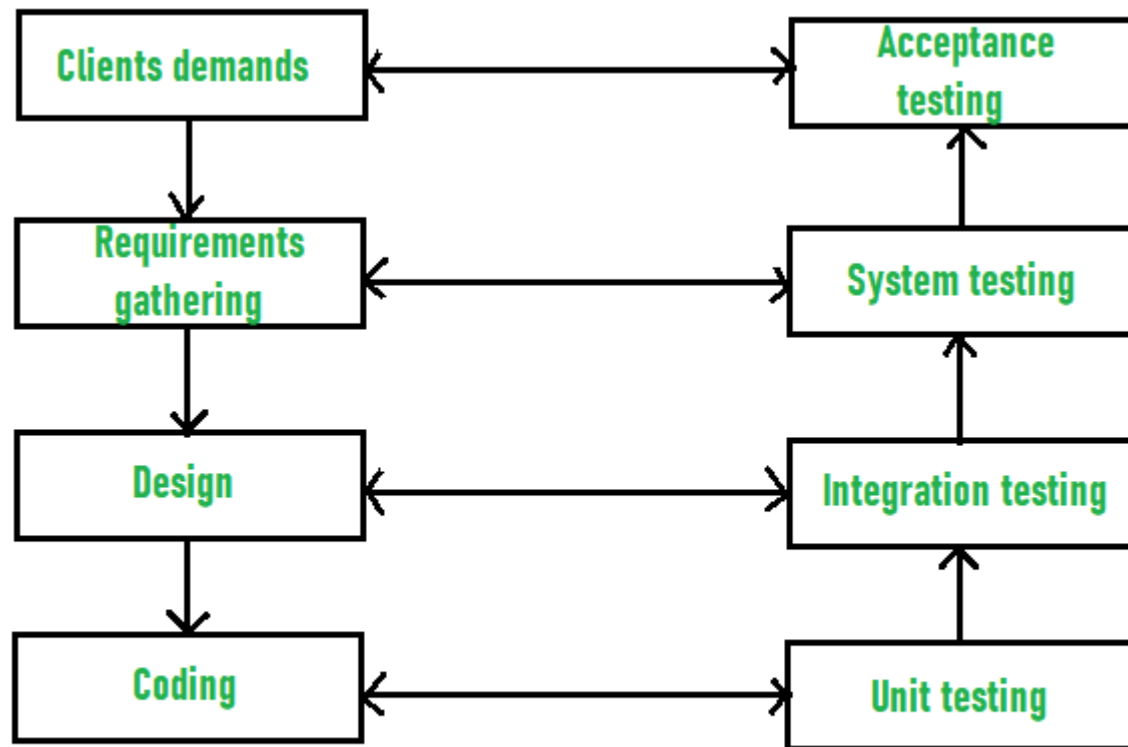 Clients demands
Acceptance
testing
Requirements
gathering
System testing
Design
Integration testing
Coding
Unit testing